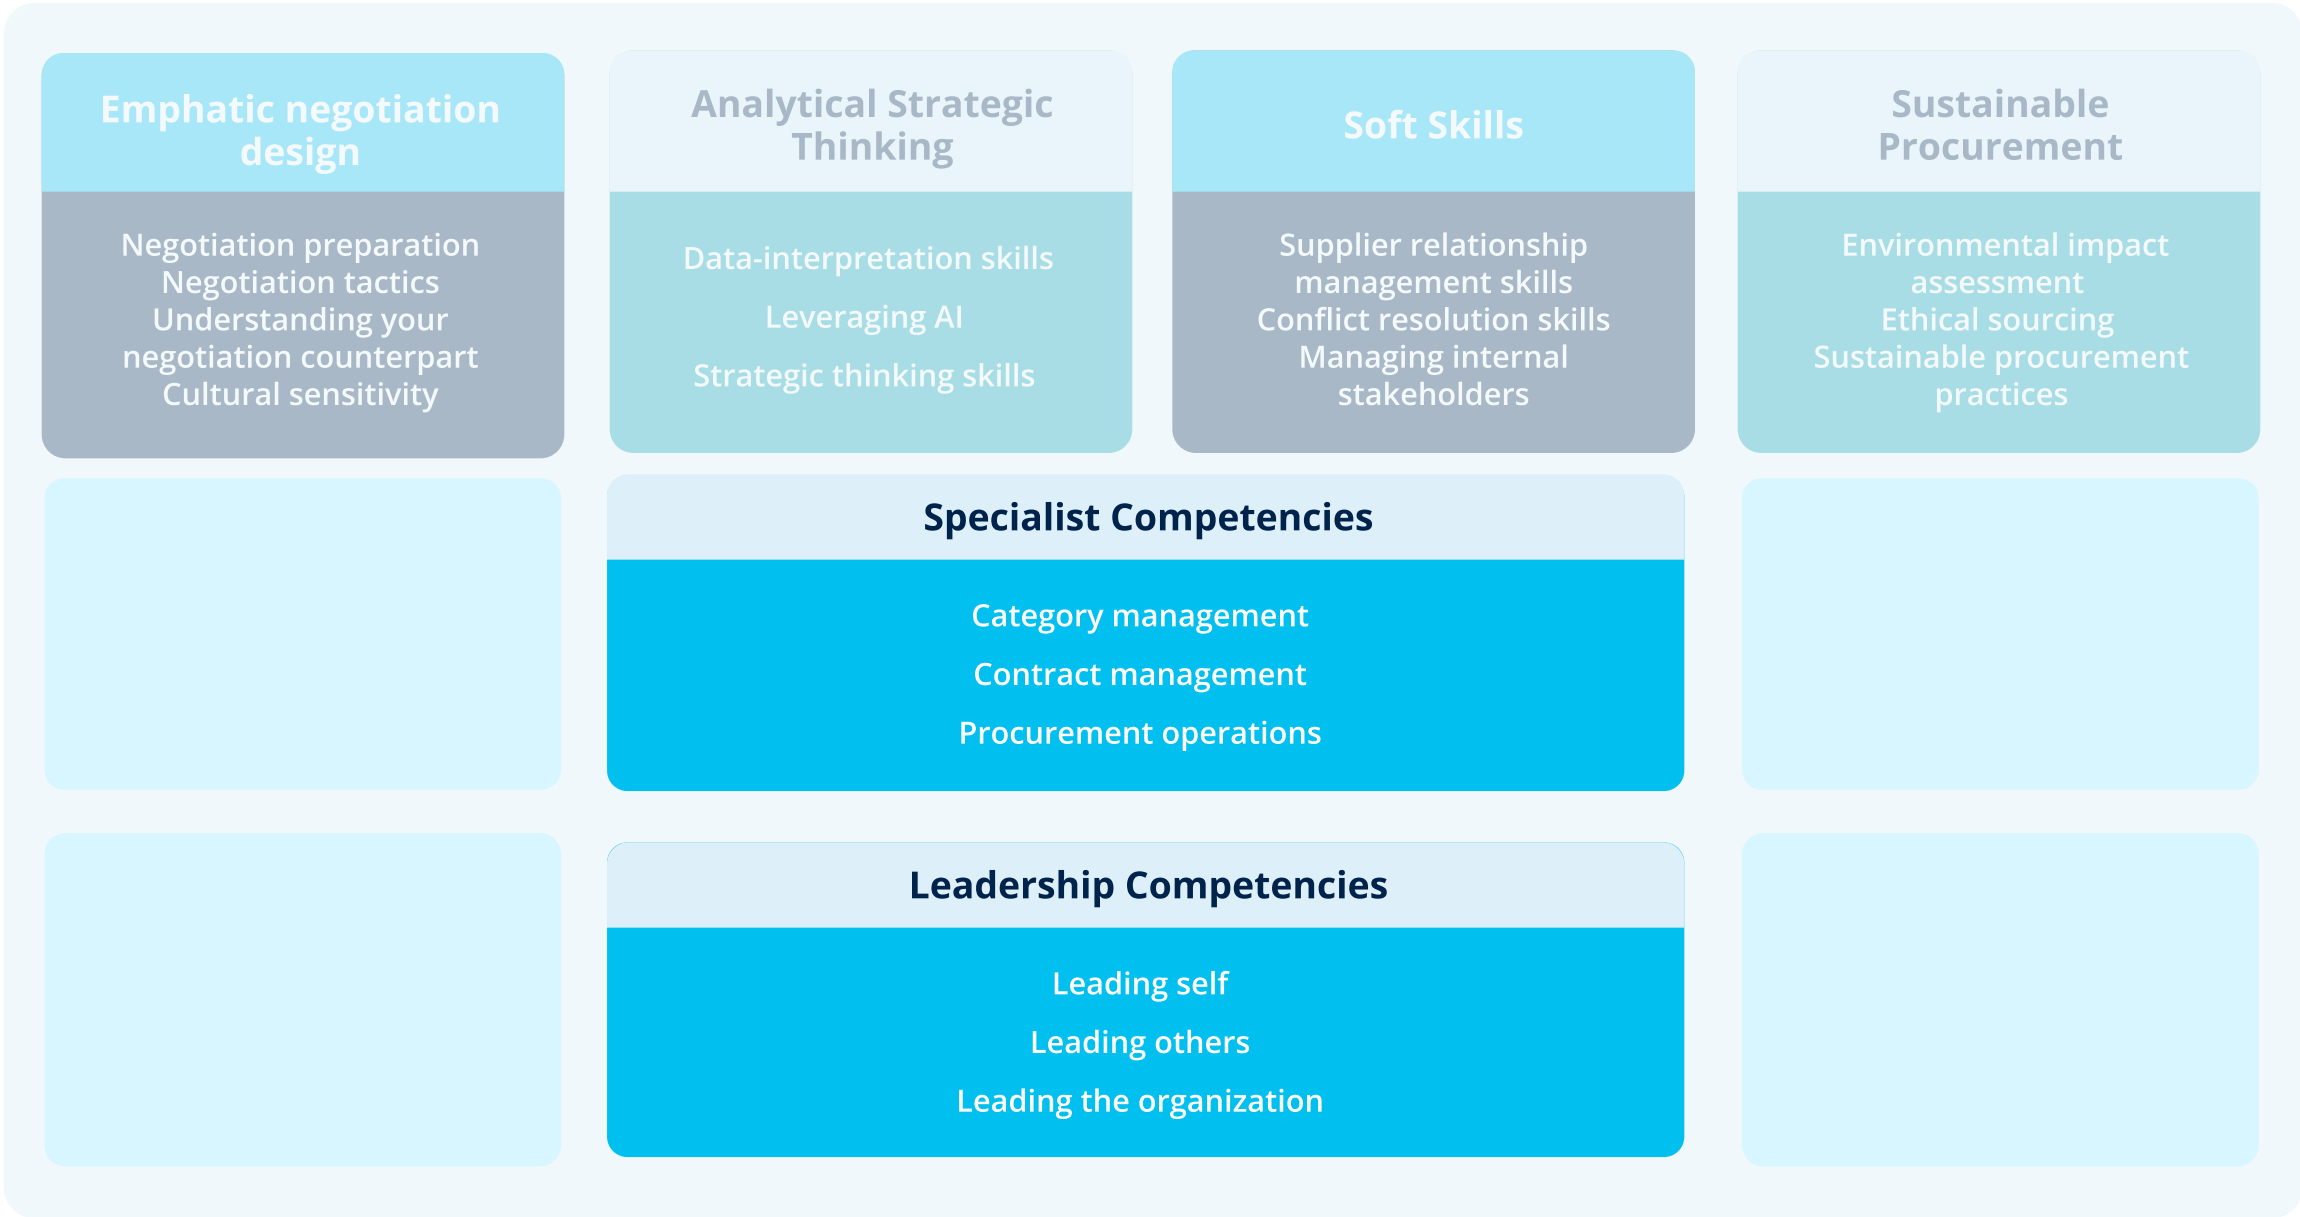 Emphatic negotiation
design
Negotiation preparation
Negotiation tactics
Understanding your
negotiation counterpart
Cultural sensitivity
Analytical Strategic
Thinking
Data-interpretation skills
Leveraging AI
Strategic thinking skills
Soft Skills
Supplier relationship
management skills
Conflict resolution skills
Managing internal
stakeholders
Sustainable
Procurement
Environmental impact
assessment
Ethical sourcing
Sustainable procurement
practices
Specialist Competencies
Category management
Contract management
Procurement operations
Leadership Competencies
Leading self
Leading others
Leading the organization